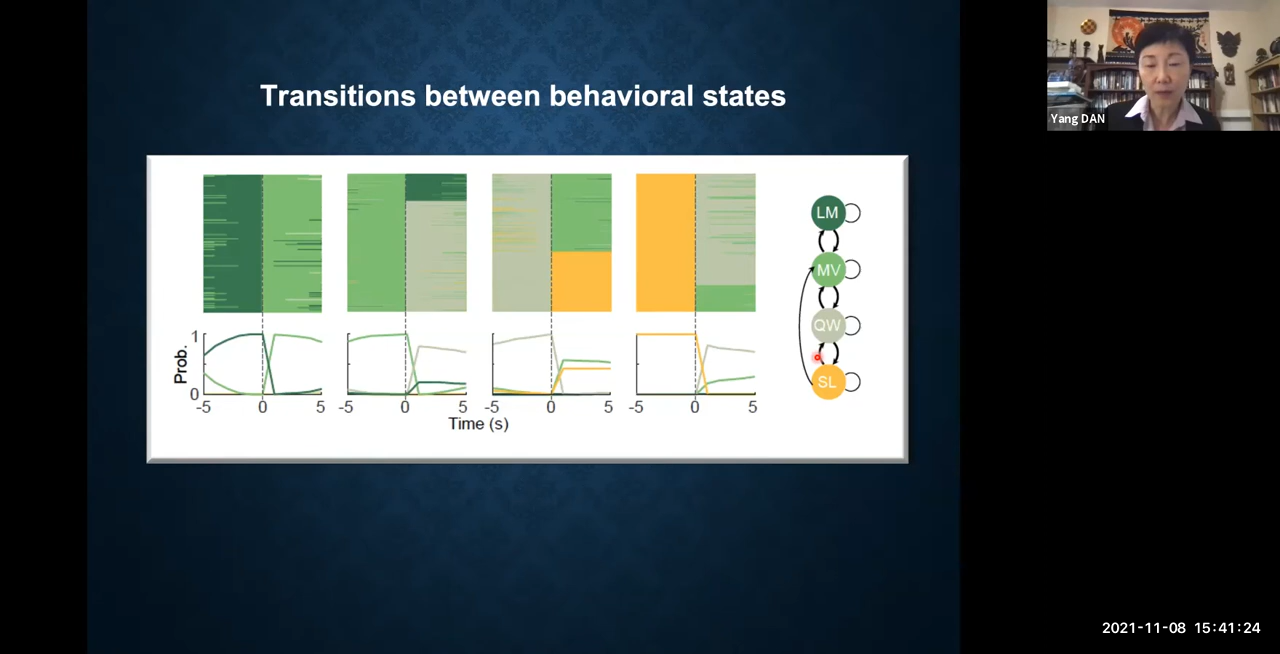 Transitions between behavioral states
Yang DAN
LM
MV
QW
SL
Prob.
1
0
-5 0 5 -5 0 5 -5 0 5 -5 0 5
Time (s)
2021-11-08 15:41:24